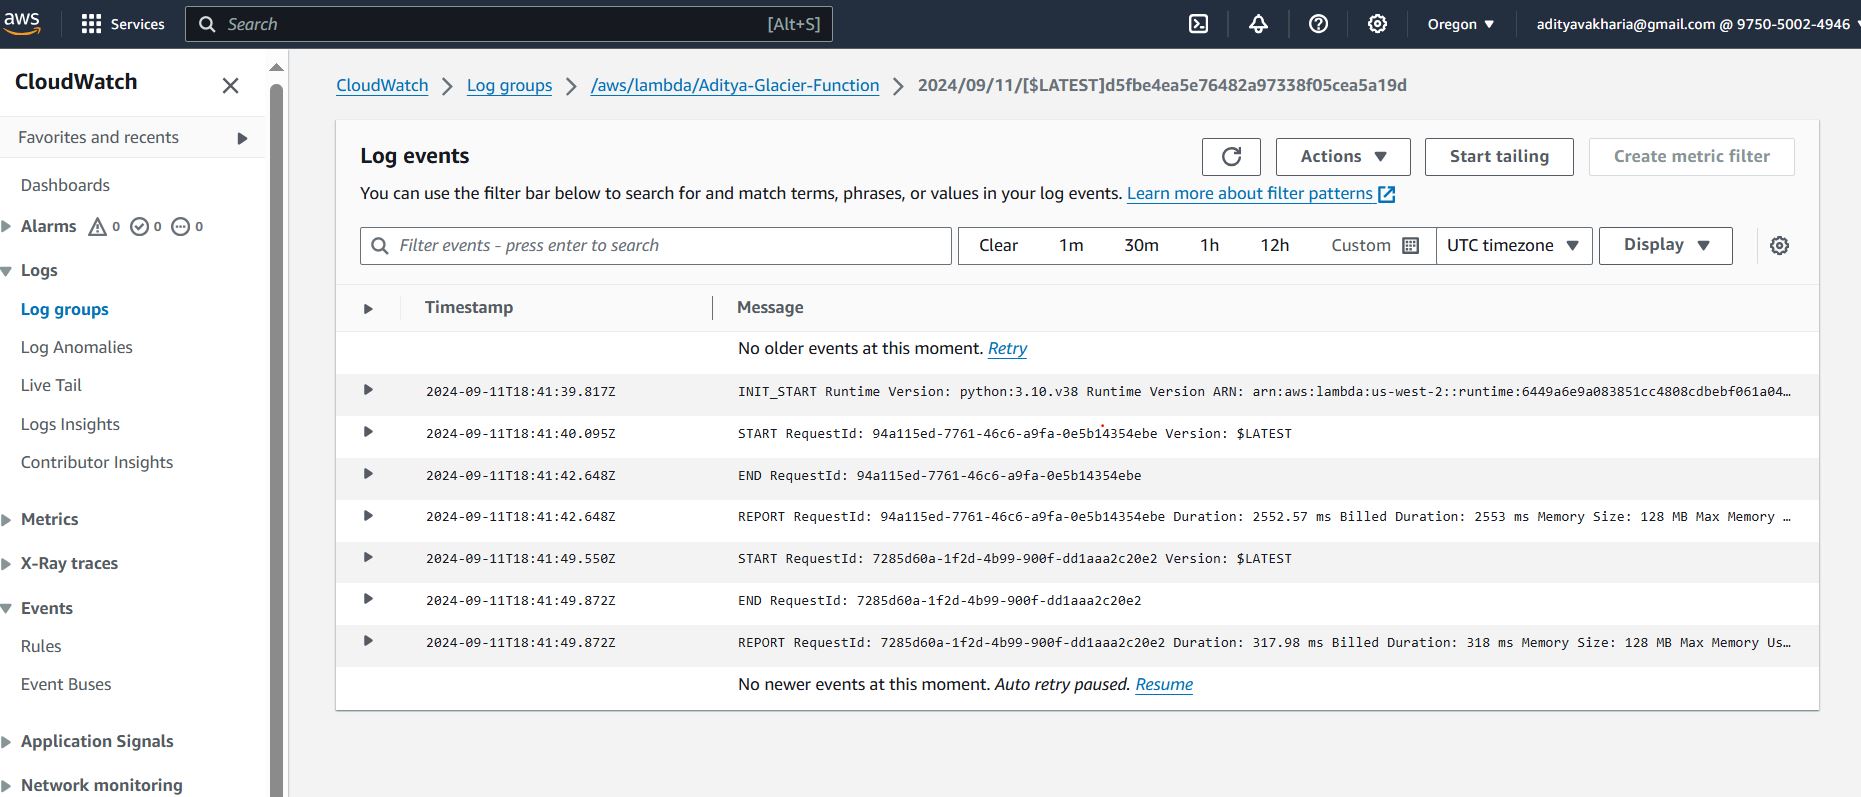 aws Services Search [Alt+S] Oregon adityavakharia@gmail.com @ 9750-5002-4946
CloudWatch
Favorites and recents
Dashboards
Alarms 0 0 0
Logs
Log groups
Log Anomalies
Live Tail
Logs Insights
Contributor Insights
Metrics
X-Ray traces
Events
Rules
Event Buses
Application Signals
Network monitoring
CloudWatch Log groups /aws/lambda/Aditya-Glacier-Function 2024/09/11/[$LATEST]d5fbe4ea5e76482a97338f05cea5a19d
Log events
Actions Start tailing Create metric filter
You can use the filter bar below to search for and match terms, phrases, or values in your log events. Learn more about filter patterns
Filter events - press enter to search Clear 1m 30m 1h 12h Custom UTC timezone Display
Timestamp Message
No older events at this moment. Retry
2024-09-11T18:41:39.817Z INIT_START Runtime Version: python:3.10.v38 Runtime Version ARN: arn:aws:lambda:us-west-2::runtime:6449a6e9a083851cc4808cdbebf061a04…
2024-09-11T18:41:40.095Z START RequestId: 94a115ed-7761-46c6-a9fa-0e5b14354ebe Version: $LATEST
2024-09-11T18:41:42.648Z END RequestId: 94a115ed-7761-46c6-a9fa-0e5b14354ebe
2024-09-11T18:41:42.648Z REPORT RequestId: 94a115ed-7761-46c6-a9fa-0e5b14354ebe Duration: 2552.57 ms Billed Duration: 2553 ms Memory Size: 128 MB Max Memory …
2024-09-11T18:41:49.550Z START RequestId: 7285d60a-1f2d-4b99-900f-dd1aaa2c20e2 Version: $LATEST
2024-09-11T18:41:49.872Z END RequestId: 7285d60a-1f2d-4b99-900f-dd1aaa2c20e2
2024-09-11T18:41:49.872Z REPORT RequestId: 7285d60a-1f2d-4b99-900f-dd1aaa2c20e2 Duration: 317.98 ms Billed Duration: 318 ms Memory Size: 128 MB Max Memory Us…
No newer events at this moment. Auto retry paused. Resume